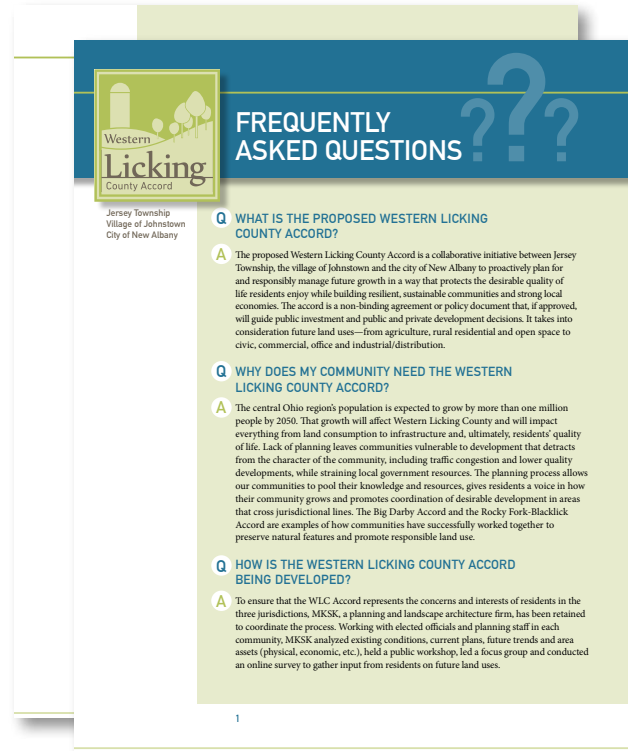 FREQUENTLY
ASKED QUESTIONS
???
Western
Licking
County Accord
Jersey Township
Village of Johnstown
City of New Albany
Q WHAT IS THE PROPOSED WESTERN LICKING
COUNTY ACCORD?
A The proposed Western Licking County Accord is a collaborative initiative between Jersey
Township, the village of Johnstown and the city of New Albany to proactively plan for
and responsibly manage future growth in a way that protects the desirable quality of
life residents enjoy while building resilient, sustainable communities and strong local
economies. The accord is a non-binding agreement or policy document that, if approved,
will guide public investment and public and private development decisions. It takes into
consideration future land uses—from agriculture, rural residential and open space to
civic, commercial, office and industrial/distribution.
Q WHY DOES MY COMMUNITY NEED THE WESTERN
LICKING COUNTY ACCORD?
A The central Ohio region's population is expected to grow by more than one million
people by 2050. That growth will affect Western Licking County and will impact
everything from land consumption to infrastructure and, ultimately, residents' quality
of life. Lack of planning leaves communities vulnerable to development that detracts
from the character of the community, including traffic congestion and lower quality
developments, while straining local government resources. The planning process allows
our communities to pool their knowledge and resources, gives residents a voice in how
their community grows and promotes coordination of desirable development in areas
that cross jurisdictional lines. The Big Darby Accord and the Rocky Fork-Blacklick
Accord are examples of how communities have successfully worked together to
preserve natural features and promote responsible land use.
Q HOW IS THE WESTERN LICKING COUNTY ACCORD
BEING DEVELOPED?
A To ensure that the WLC Accord represents the concerns and interests of residents in the
three jurisdictions, MKSK, a planning and landscape architecture firm, has been retained
to coordinate the process. Working with elected officials and planning staff in each
community, MKSK analyzed existing conditions, current plans, future trends and area
assets (physical, economic, etc.), held a public workshop, led a focus group and conducted
an online survey to gather input from residents on future land uses.
1